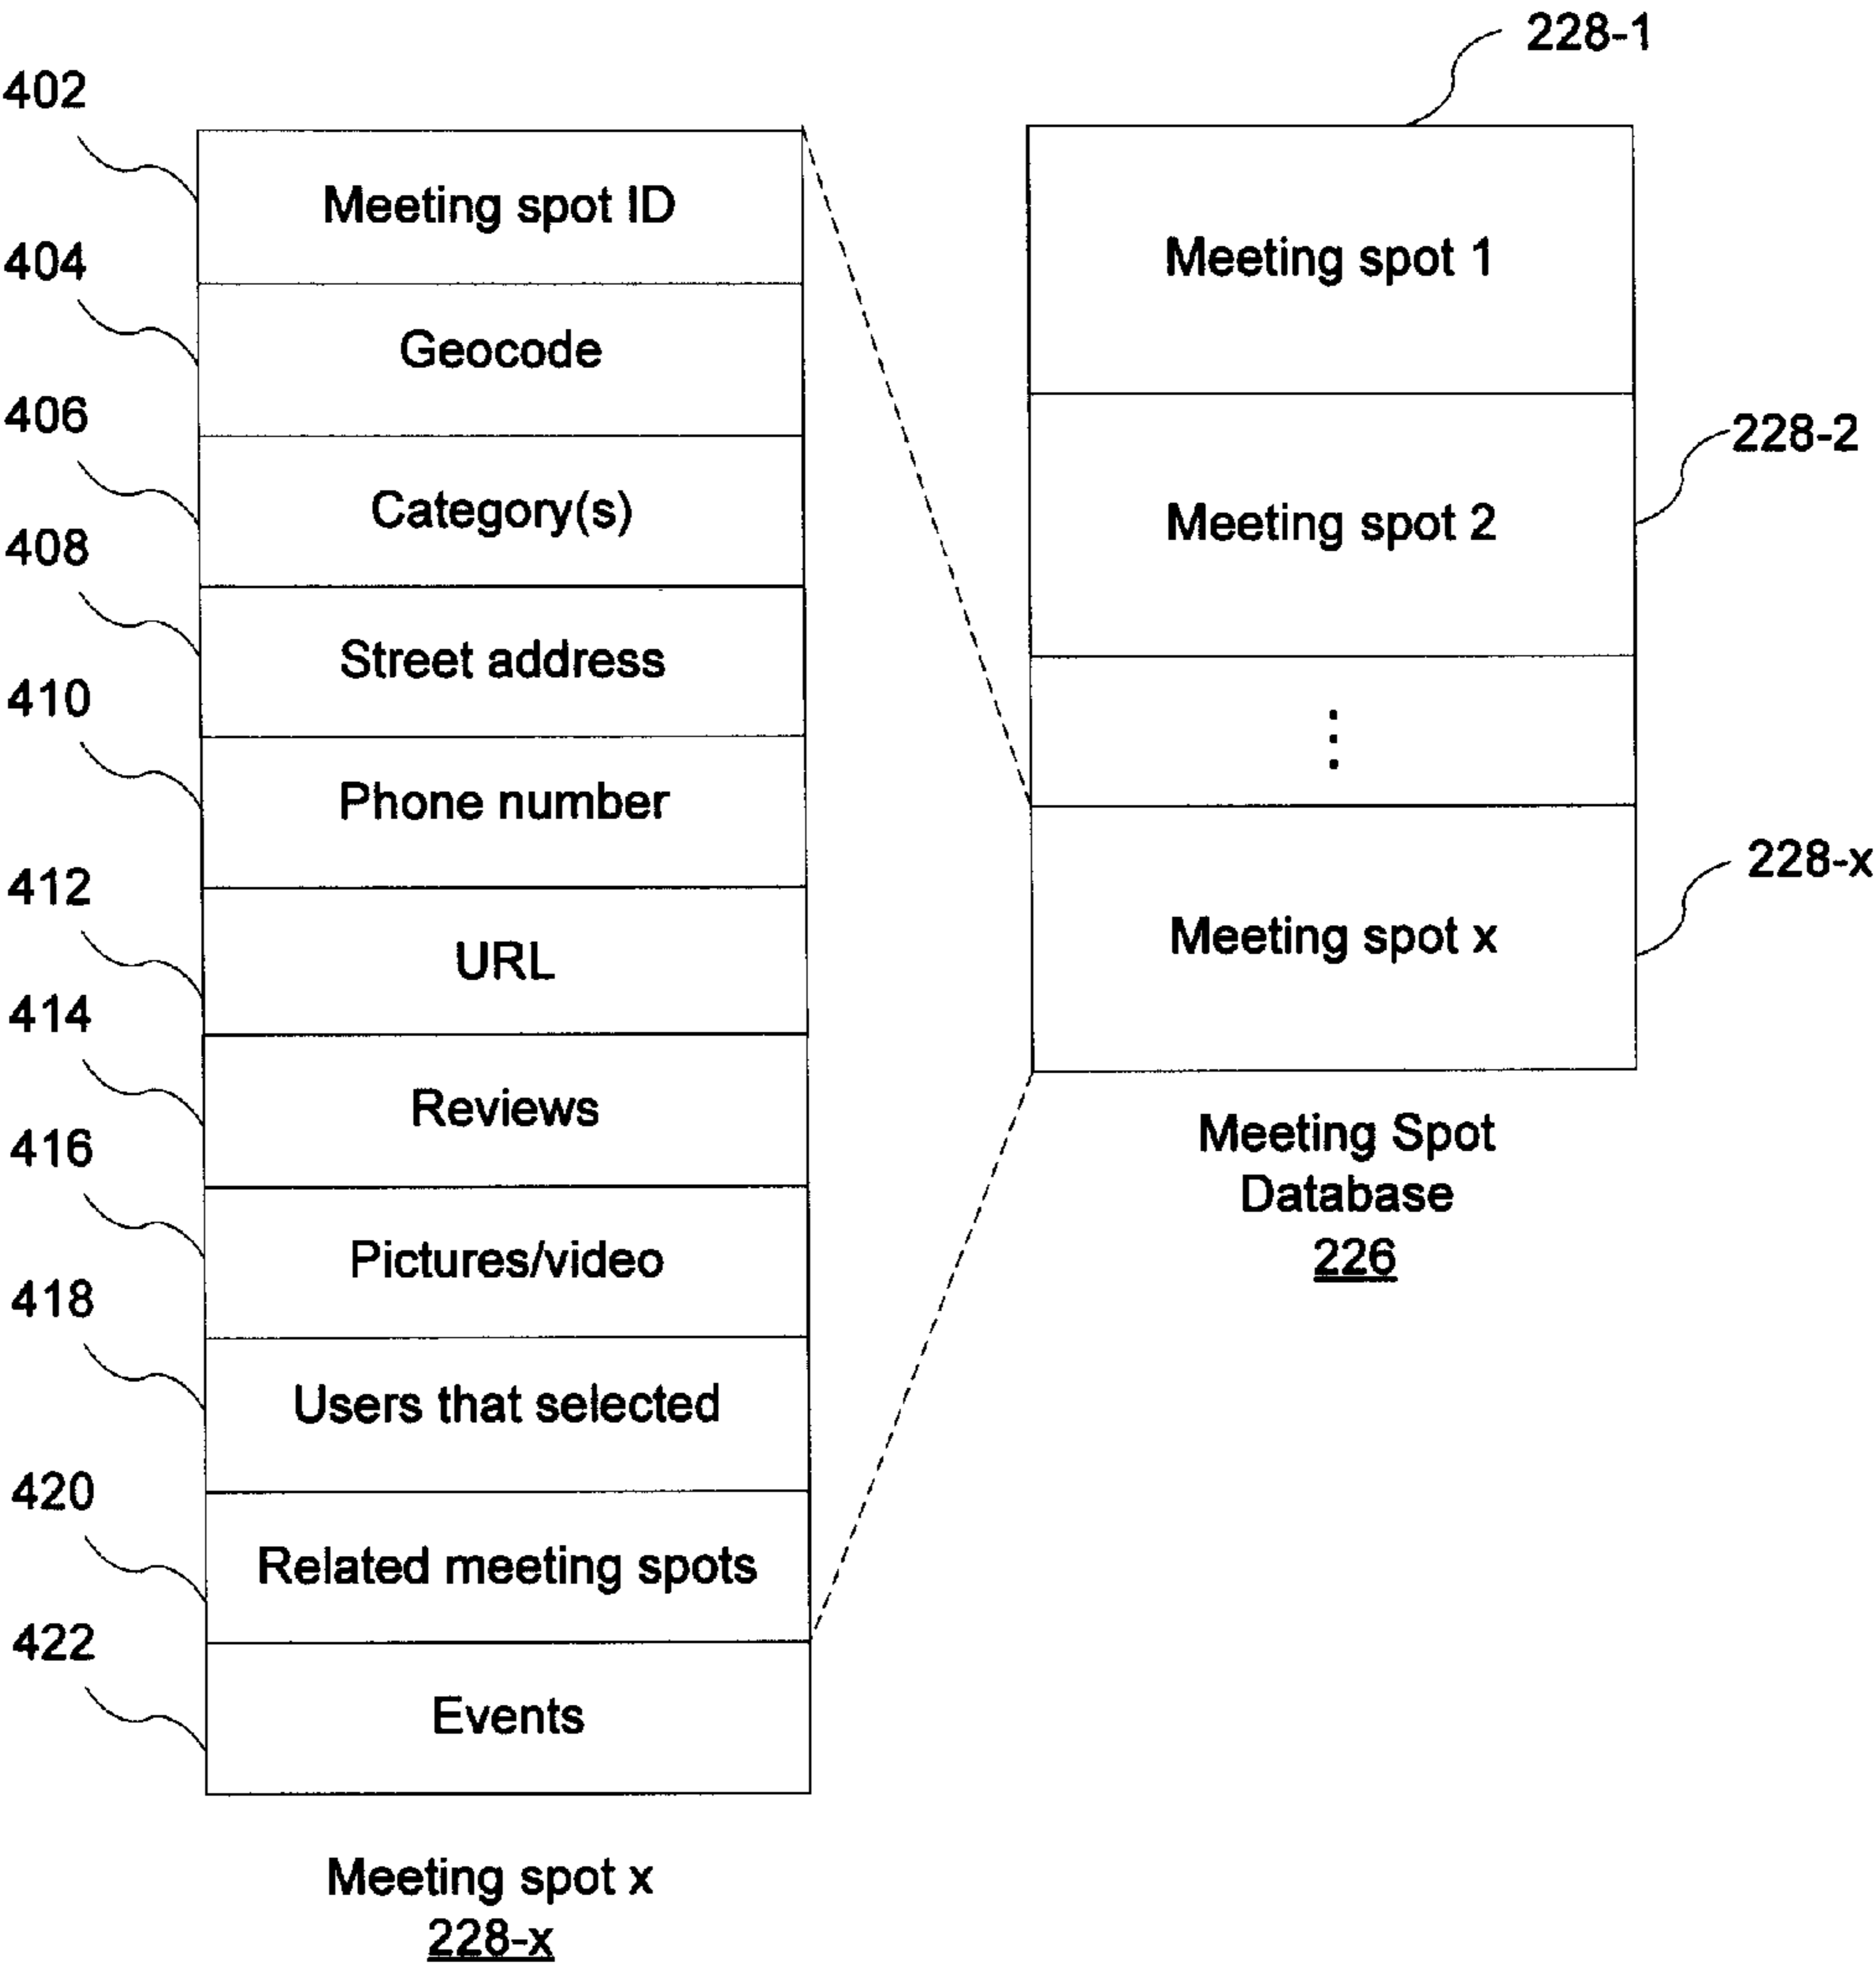 402
Meeting spot ID
404
Geocode
406
Category(s)
408
Street address
410
Phone number
412
URL
414
Reviews
416
Pictures/video
418
Users that selected
420
Related meeting spots
422
Events
Meeting spot x
228-x
228-1
Meeting spot 1
228-2
Meeting spot 2
⋮
228-x
Meeting spot x
Meeting Spot
Database
226